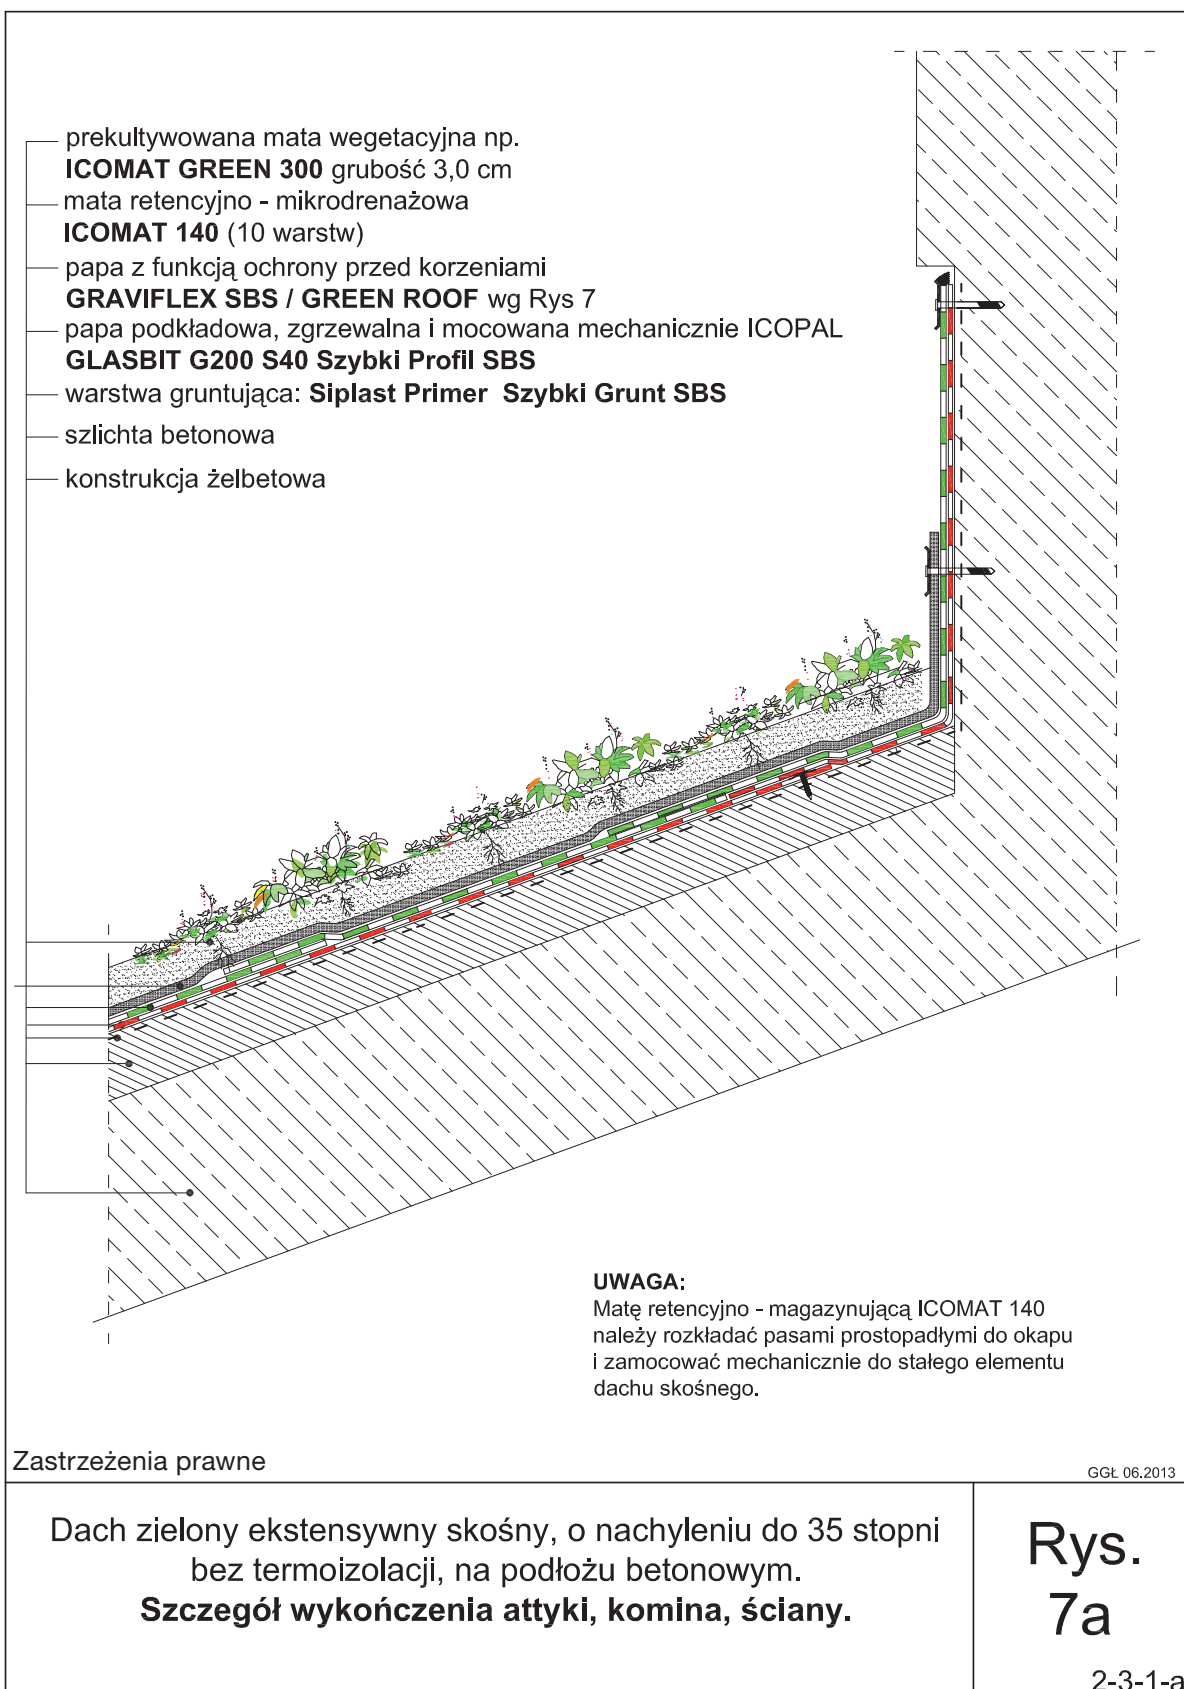 prekultywowana mata wegetacyjna np.
ICOMAT GREEN 300 grubość 3,0 cm
mata retencyjno - mikrodrenażowa
ICOMAT 140 (10 warstw)
papa z funkcją ochrony przed korzeniami
GRAVIFLEX SBS / GREEN ROOF wg Rys 7
papa podkładowa, zgrzewalna i mocowana mechanicznie ICOPAL
GLASBIT G200 S40 Szybki Profil SBS
warstwa gruntująca: Siplast Primer Szybki Grunt SBS
szlichta betonowa
konstrukcja żelbetowa
UWAGA:
Matę retencyjno - magazynującą ICOMAT 140
należy rozkładać pasami prostopadłymi do okapu
i zamocować mechanicznie do stałego elementu
dachu skośnego.
Zastrzeżenia prawne
GGŁ 06.2013
Dach zielony ekstensywny skośny, o nachyleniu do 35 stopni
bez termoizolacji, na podłożu betonowym.
Szczegół wykończenia attyki, komina, ściany.
Rys.
7a
2-3-1-a